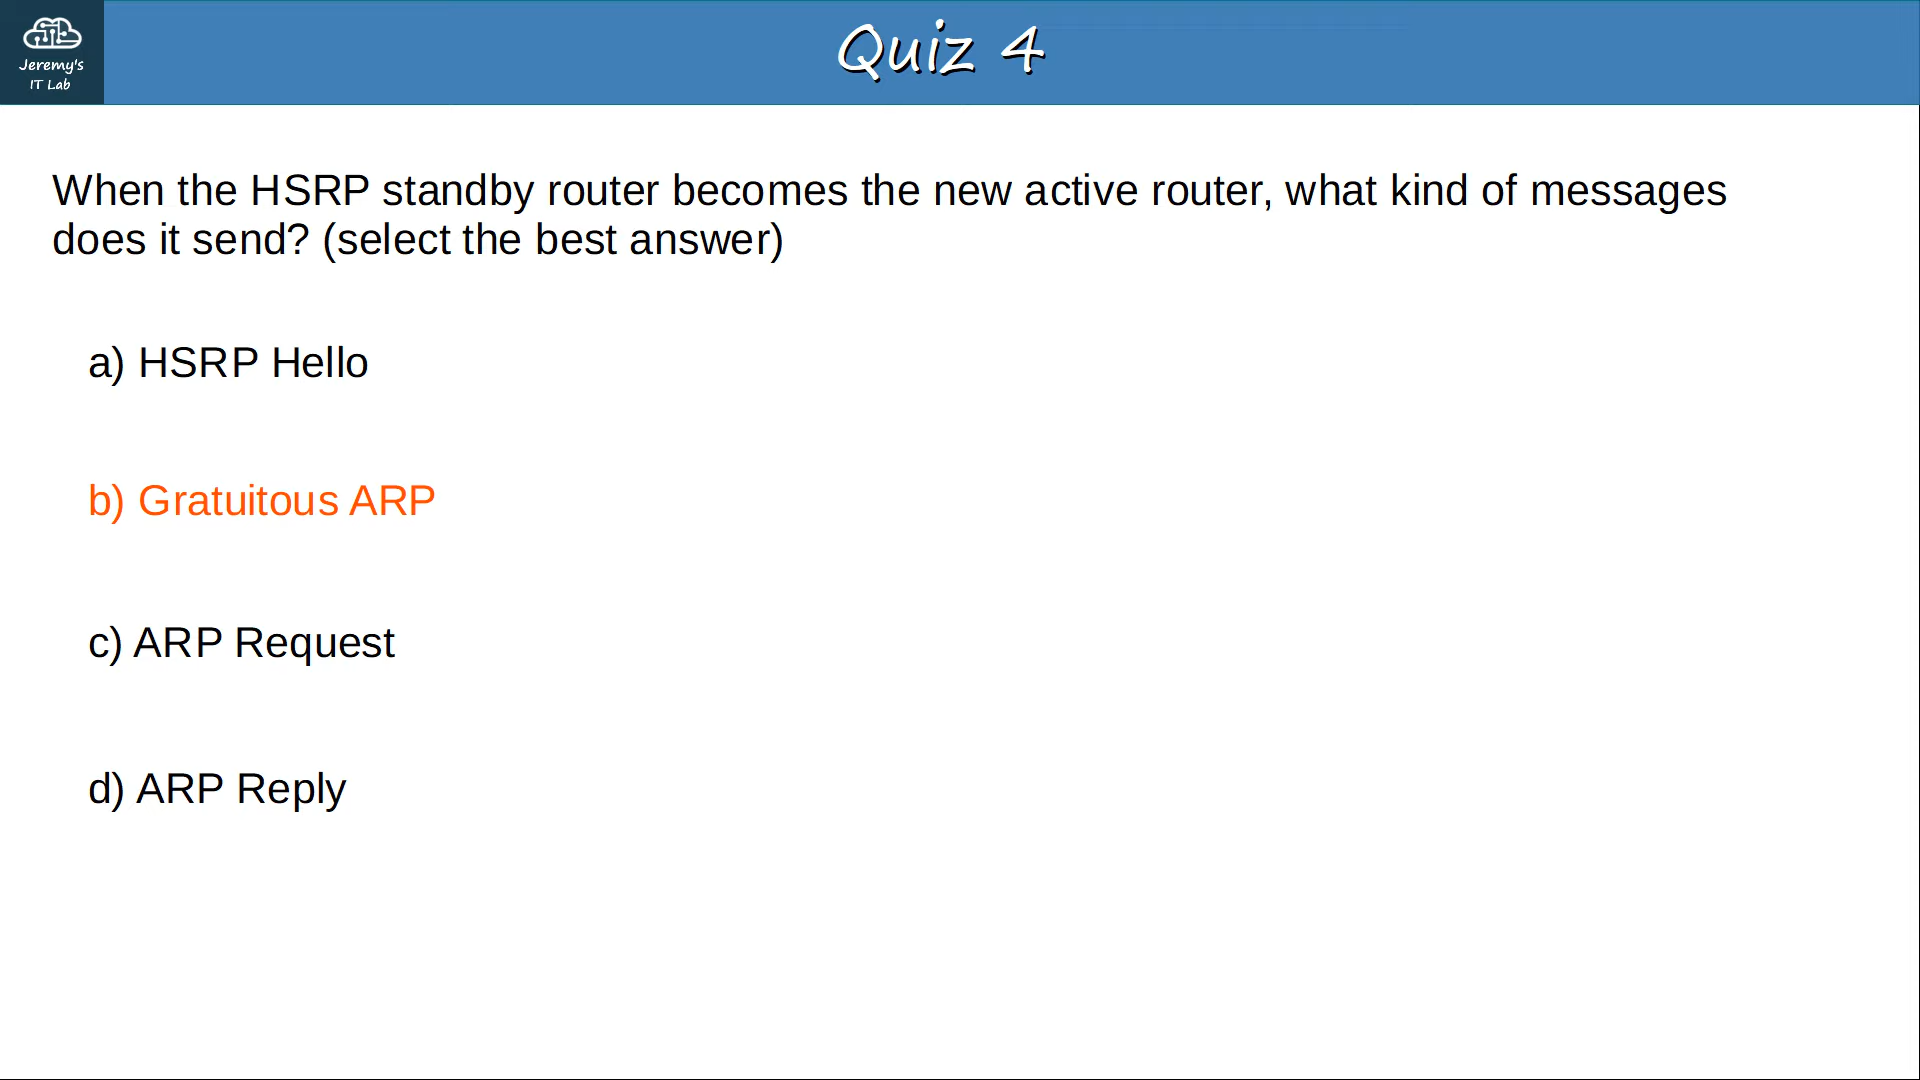 Jeremy's
IT Lab
Quiz 4
When the HSRP standby router becomes the new active router, what kind of messages
does it send? (select the best answer)
a) HSRP Hello
b) Gratuitous ARP
c) ARP Request
d) ARP Reply